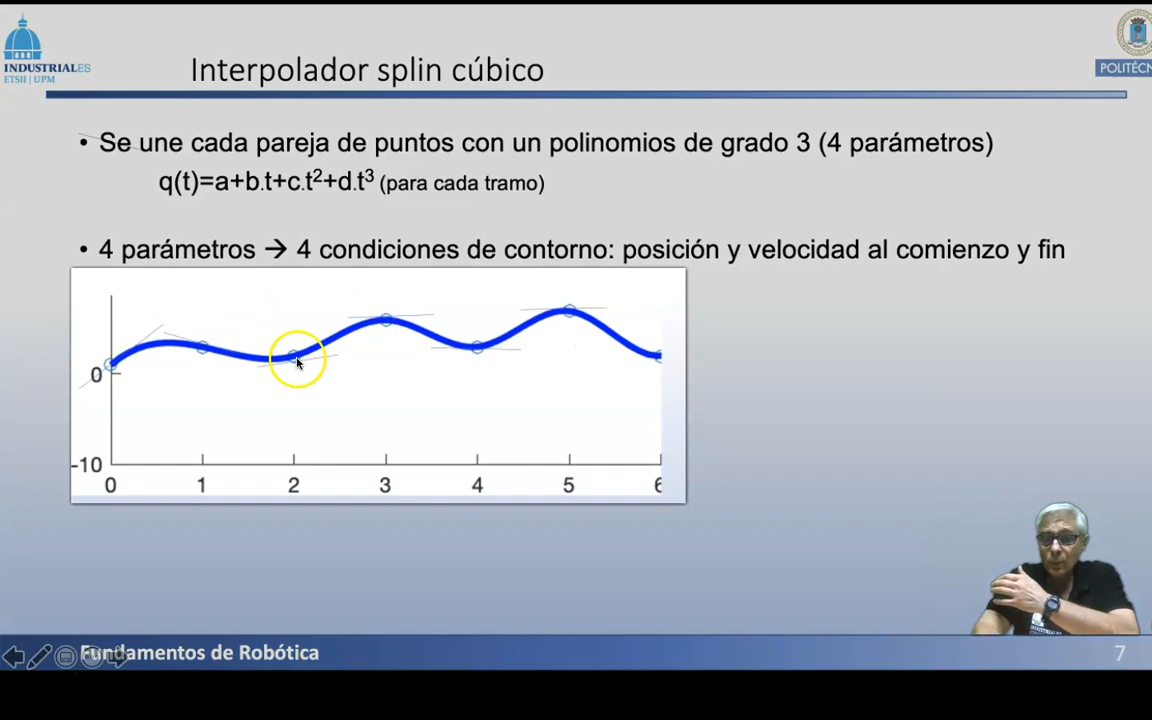 INDUSTRIALES
ETSII | UPM
POLITÉCN
Interpolador splin cúbico
• Se une cada pareja de puntos con un polinomios de grado 3 (4 parámetros)
q(t)=a+b.t+c.t²+d.t³ (para cada tramo)
• 4 parámetros → 4 condiciones de contorno: posición y velocidad al comienzo y fin
0
-10
0 1 2 3 4 5 6
Fundamentos de Robótica
7